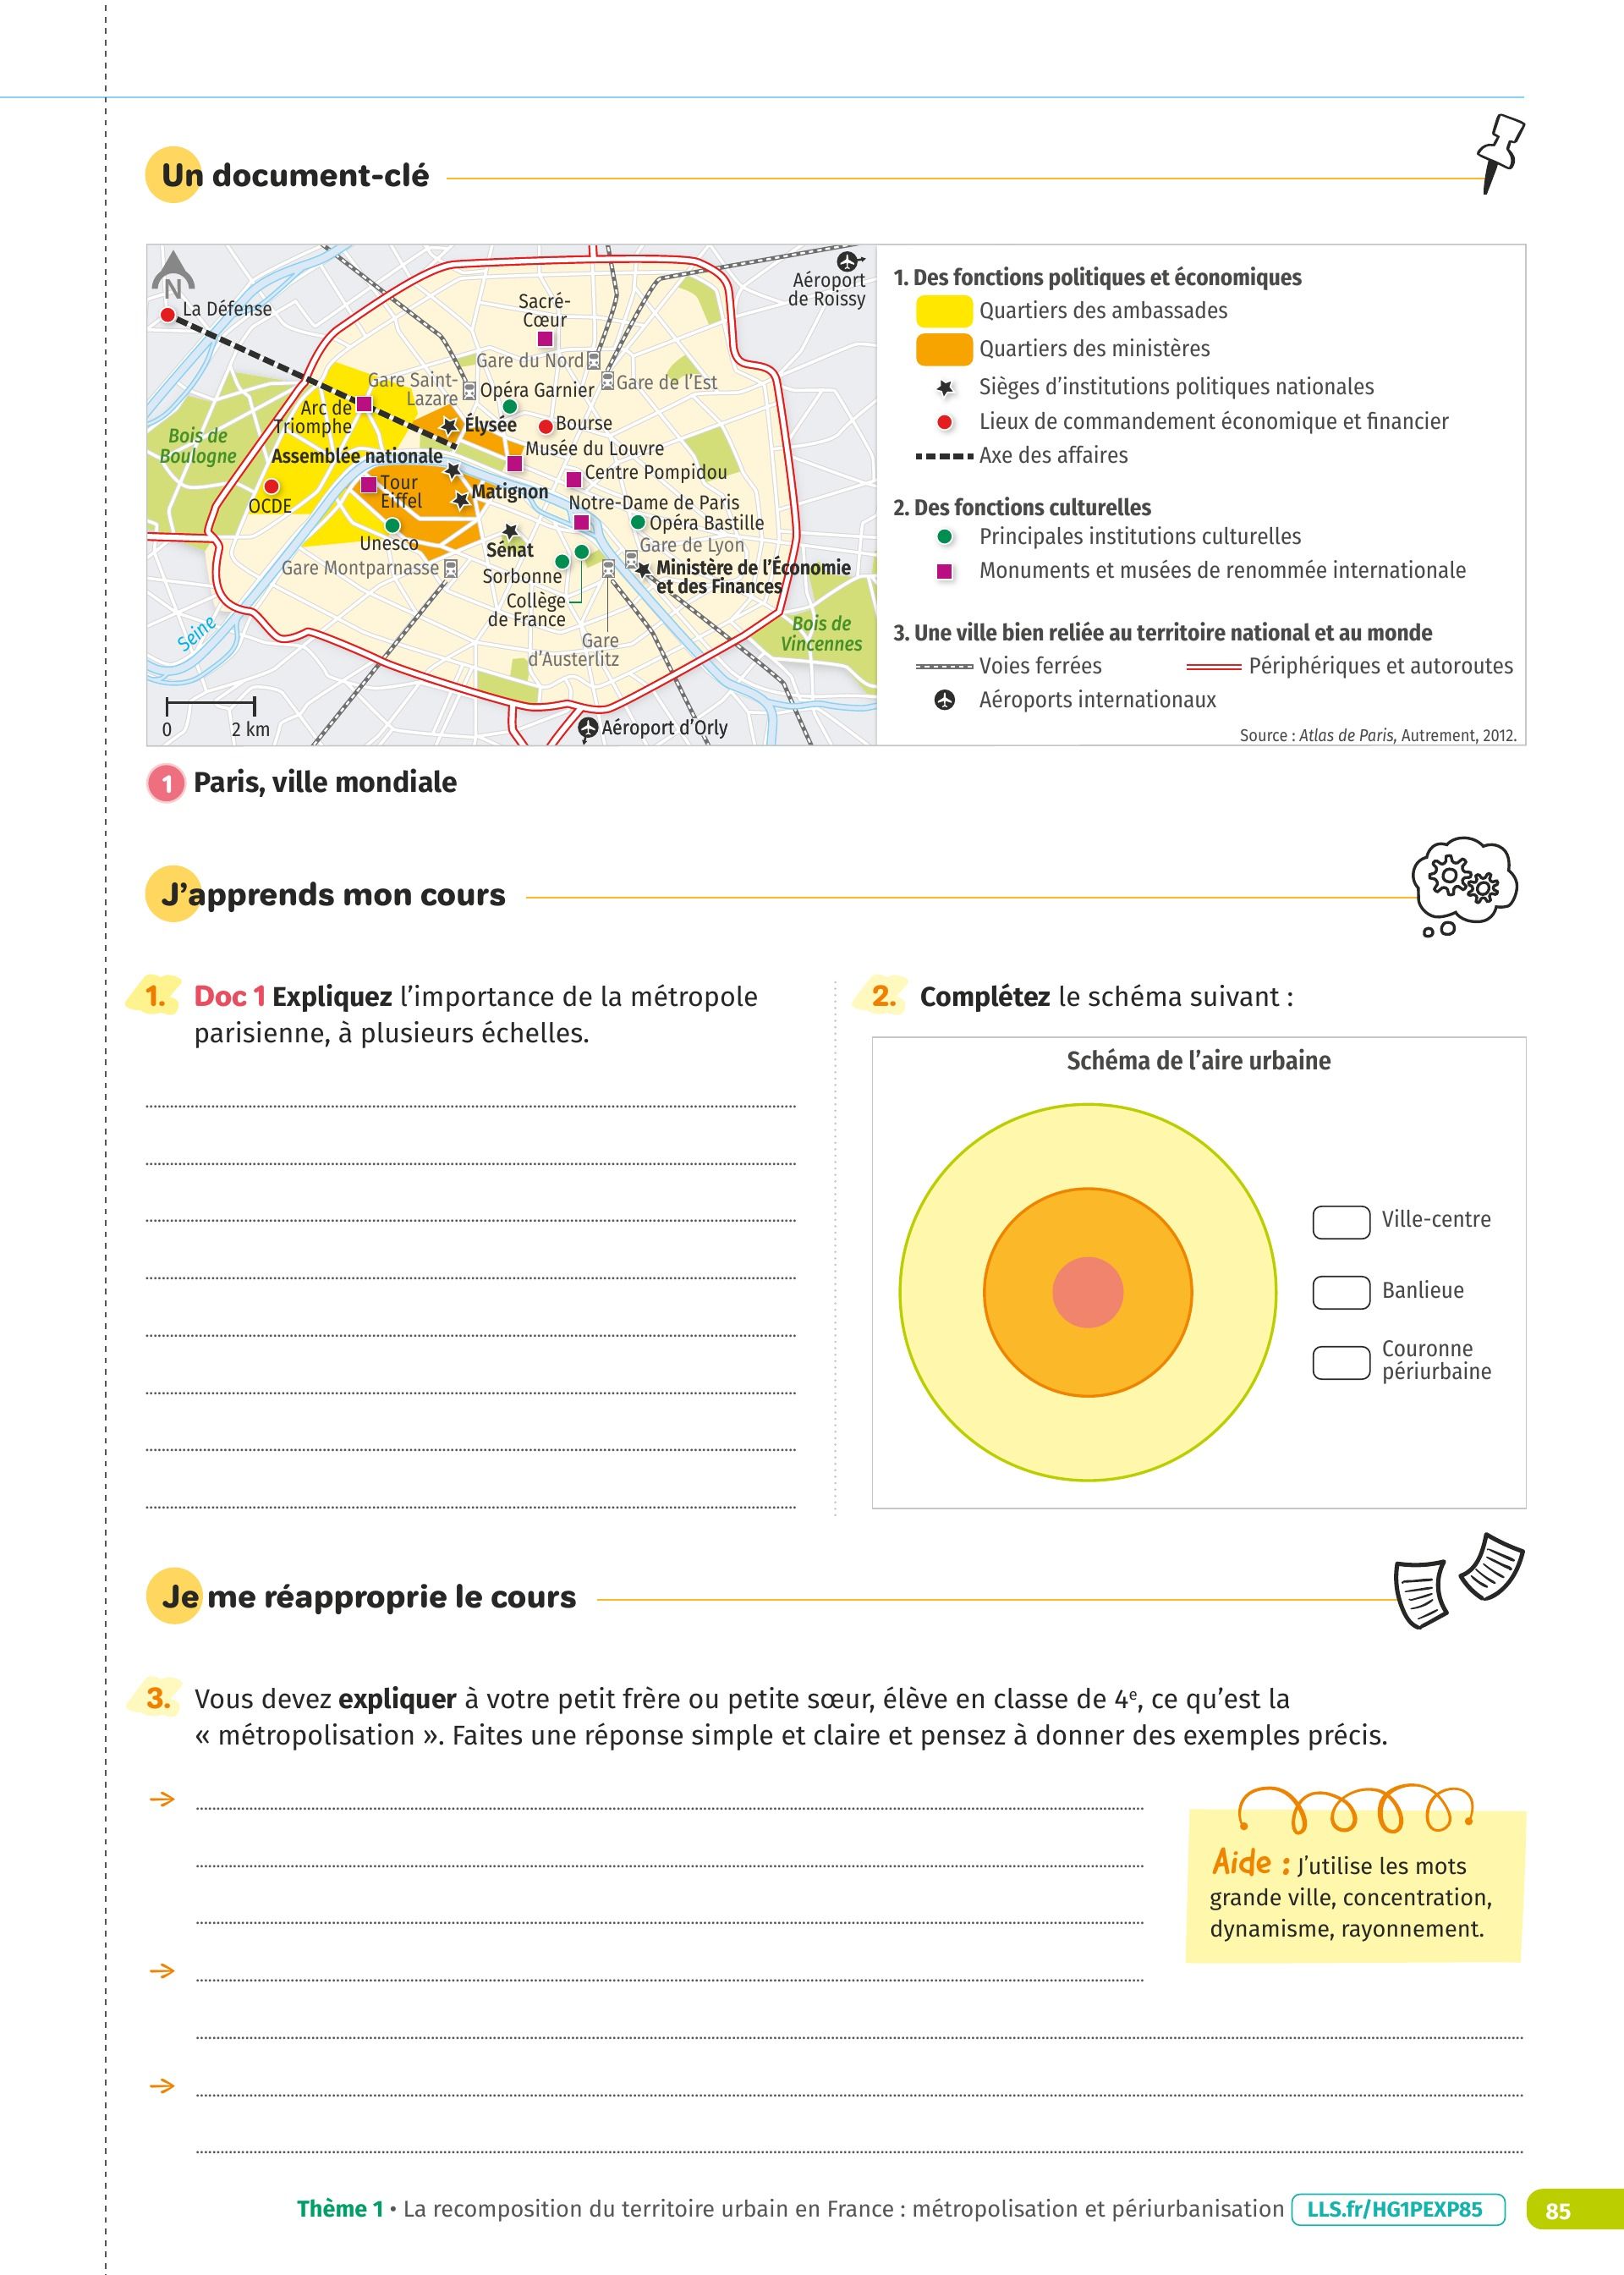 Un document-clé
N
La Défense
Aéroport
de Roissy
Sacré-
Cœur
Gare du Nord
Gare de l'Est
Gare Saint-
Lazare
Opéra Garnier
Arc de
Triomphe
Élysée
Bourse
Bois de
Boulogne
Assemblée nationale
Musée du Louvre
Centre Pompidou
Tour
Eiffel
Matignon
OCDE
Notre-Dame de Paris
Opéra Bastille
Unesco
Sénat
Gare de Lyon
Gare Montparnasse
Sorbonne
Ministère de l'Économie
et des Finances
Collège
de France
Gare
d'Austerlitz
Seine
Bois de
Vincennes
0 2 km
Aéroport d'Orly
1. Des fonctions politiques et économiques
Quartiers des ambassades
Quartiers des ministères
Sièges d'institutions politiques nationales
Lieux de commandement économique et financier
Axe des affaires
2. Des fonctions culturelles
Principales institutions culturelles
Monuments et musées de renommée internationale
3. Une ville bien reliée au territoire national et au monde
Voies ferrées Périphériques et autoroutes
Aéroports internationaux
Source : Atlas de Paris, Autrement, 2012.
1 Paris, ville mondiale
J'apprends mon cours
1. Doc 1 Expliquez l'importance de la métropole
parisienne, à plusieurs échelles.
2. Complétez le schéma suivant :
Schéma de l'aire urbaine
Ville-centre
Banlieue
Couronne
périurbaine
Je me réapproprie le cours
3. Vous devez expliquer à votre petit frère ou petite sœur, élève en classe de 4e, ce qu'est la
« métropolisation ». Faites une réponse simple et claire et pensez à donner des exemples précis.
Aide : J'utilise les mots
grande ville, concentration,
dynamisme, rayonnement.
Thème 1 • La recomposition du territoire urbain en France : métropolisation et périurbanisation LLS.fr/HG1PEXP85 85